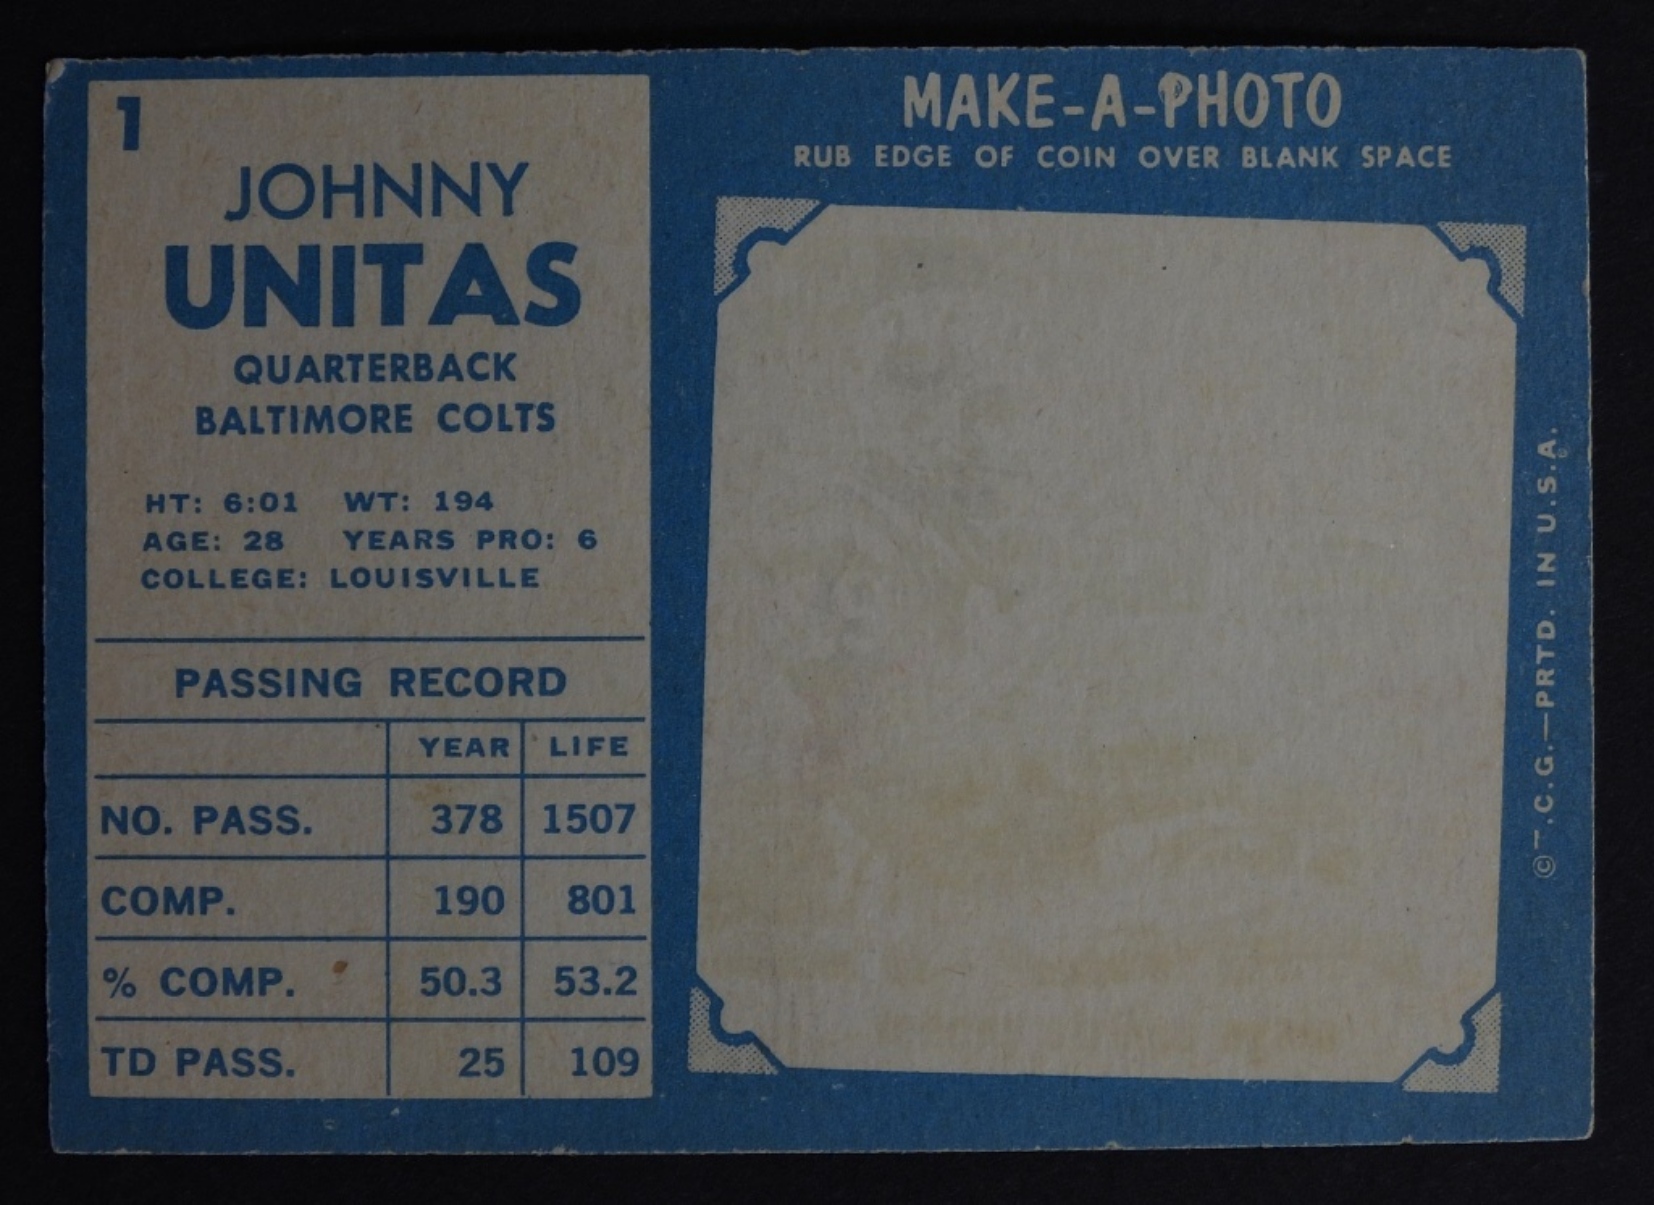 1
JOHNNY
UNITAS
QUARTERBACK
BALTIMORE COLTS
HT: 6:01 WT: 194
AGE: 28 YEARS PRO: 6
COLLEGE: LOUISVILLE
PASSING RECORD
YEAR LIFE
NO. PASS. 378 1507
COMP. 190 801
% COMP. 50.3 53.2
TD PASS. 25 109
MAKE-A-PHOTO
RUB EDGE OF COIN OVER BLANK SPACE
©T.C.G.—PRTD. IN U.S.A.